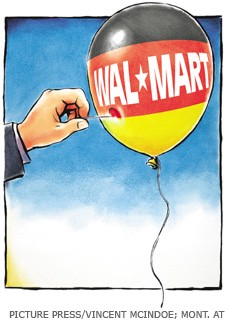 WAL★MART
PICTURE PRESS/VINCENT MCINDOE; MONT. AT